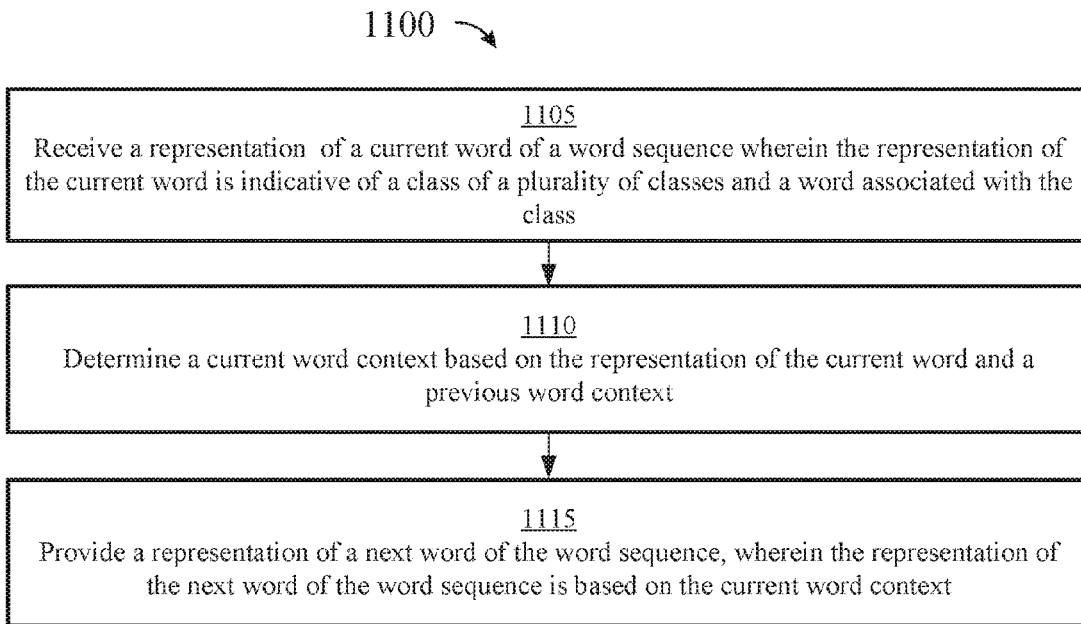 1100
1105
Receive a representation of a current word of a word sequence wherein the representation of
the current word is indicative of a class of a plurality of classes and a word associated with the
class
1110
Determine a current word context based on the representation of the current word and a
previous word context
1115
Provide a representation of a next word of the word sequence, wherein the representation of
the next word of the word sequence is based on the current word context